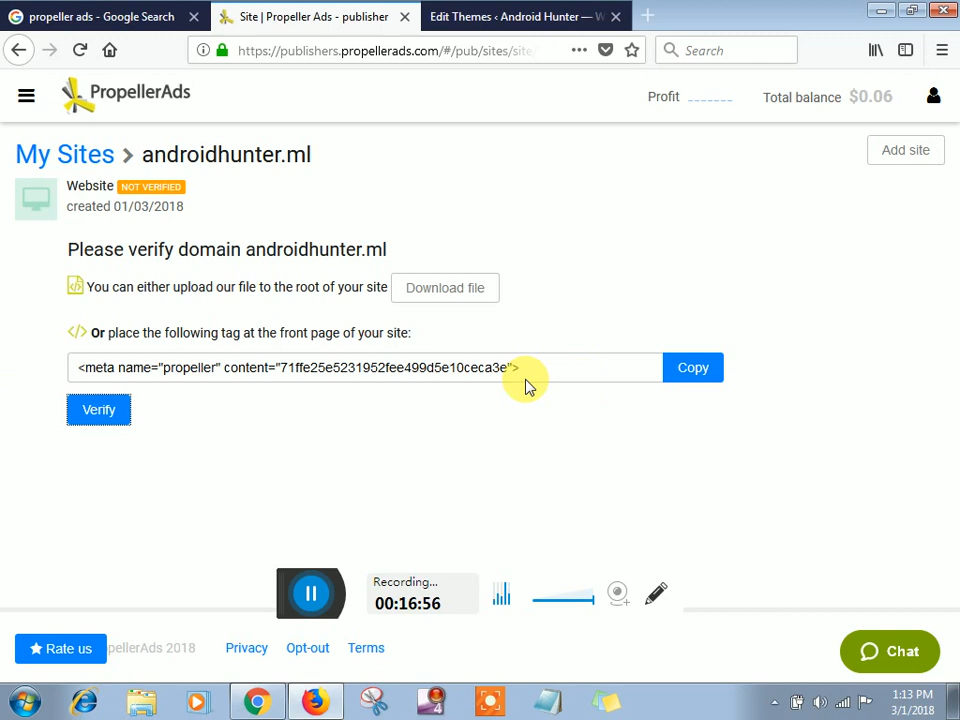 propeller ads - Google Search
Site | Propeller Ads - publisher
Edit Themes ‹ Android Hunter — W
https://publishers.propellerads.com/#/pub/sites/site/
Search
PropellerAds
Profit
Total balance $0.06
My Sites > androidhunter.ml
Add site
Website NOT VERIFIED
created 01/03/2018
Please verify domain androidhunter.ml
You can either upload our file to the root of your site Download file
Or place the following tag at the front page of your site:
<meta name="propeller" content="71ffe25e5231952fee499d5e10ceca3e">
Copy
Verify
Recording...
00:16:56
Rate us
pellerAds 2018
Privacy
Opt-out
Terms
Chat
4
1:13 PM
3/1/2018